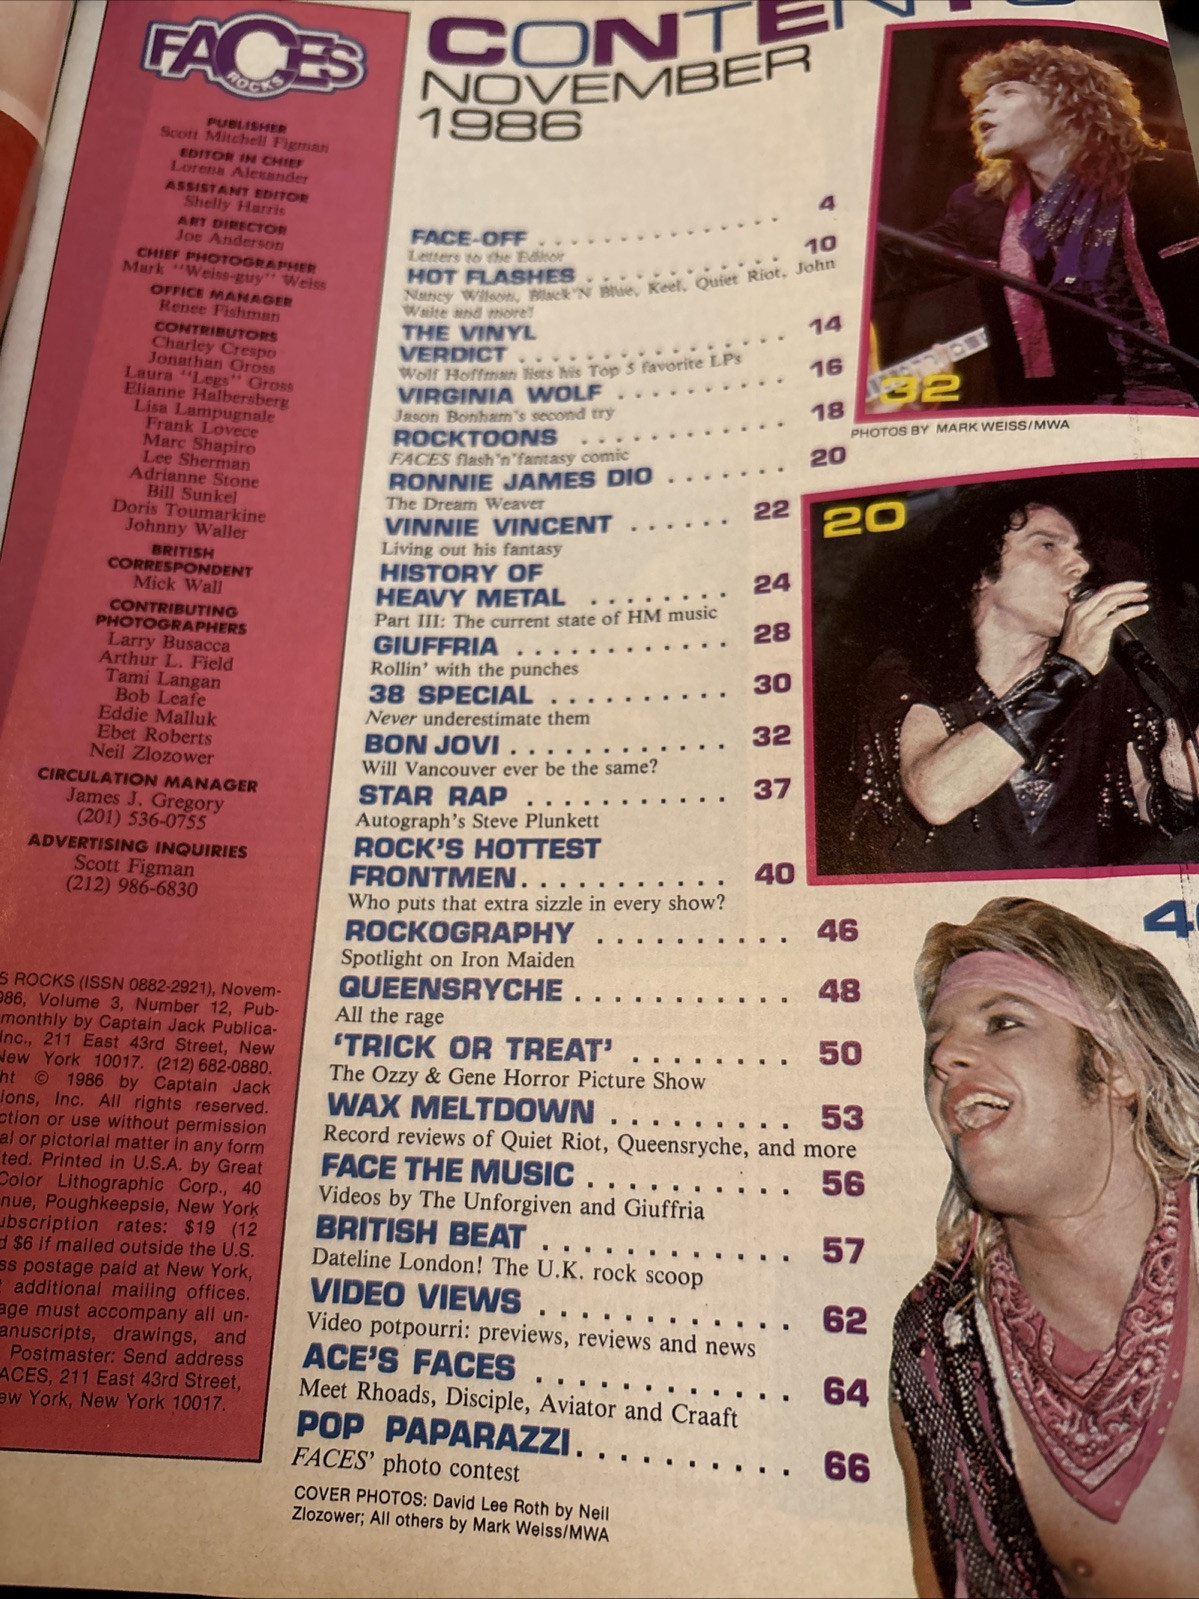 FACES
ROCKS
PUBLISHER
Scott Mitchell Figman
EDITOR IN CHIEF
Lorena Alexander
ASSISTANT EDITOR
Shelly Harris
ART DIRECTOR
Joe Anderson
CHIEF PHOTOGRAPHER
Mark "Weiss-guy" Weiss
OFFICE MANAGER
Renee Fishman
CONTRIBUTORS
Charley Crespo
Jonathan Gross
Laura "Legs" Gross
Elianne Halbersberg
Lisa Lampugnale
Frank Lovece
Marc Shapiro
Lee Sherman
Adrianne Stone
Bill Sunkel
Doris Toumarkine
Johnny Waller
BRITISH
CORRESPONDENT
Mick Wall
CONTRIBUTING
PHOTOGRAPHERS
Larry Busacca
Arthur L. Field
Tami Langan
Bob Leafe
Eddie Malluk
Ebet Roberts
Neil Zlozower
CIRCULATION MANAGER
James J. Gregory
(201) 536-0755
ADVERTISING INQUIRIES
Scott Figman
(212) 986-6830
S ROCKS (ISSN 0882-2921), Novem-
986, Volume 3, Number 12, Pub-
monthly by Captain Jack Publica-
Inc., 211 East 43rd Street, New
New York 10017. (212) 682-0880.
ht © 1986 by Captain Jack
ions, Inc. All rights reserved.
ction or use without permission
al or pictorial matter in any form
ted. Printed in U.S.A. by Great
Color Lithographic Corp., 40
nue, Poughkeepsie, New York
ubscription rates: $19 (12
d $6 if mailed outside the U.S.
ss postage paid at New York,
additional mailing offices.
age must accompany all un-
anuscripts, drawings, and
Postmaster: Send address
ACES, 211 East 43rd Street,
ew York, New York 10017.
CONTENTS
NOVEMBER
1986
FACE-OFF . . . . . . . . . . . . . . 4
Letters to the Editor
HOT FLASHES . . . . . . . . . . . . 10
Nancy Wilson, Black 'N Blue, Keel, Quiet Riot, John
Waite and more!
THE VINYL
VERDICT . . . . . . . . . . . . . . 14
Wolf Hoffman lists his Top 5 favorite LPs
VIRGINIA WOLF . . . . . . . . . 16
Jason Bonham's second try
ROCKTOONS . . . . . . . . . . . . 18
FACES flash'n'fantasy comic
RONNIE JAMES DIO . . . . . . . 20
The Dream Weaver
VINNIE VINCENT . . . . . . 22
Living out his fantasy
HISTORY OF
HEAVY METAL . . . . . . . . 24
Part III: The current state of HM music
GIUFFRIA . . . . . . . . . . . . 28
Rollin' with the punches
38 SPECIAL . . . . . . . . . . 30
Never underestimate them
BON JOVI . . . . . . . . . . . . 32
Will Vancouver ever be the same?
STAR RAP . . . . . . . . . . . 37
Autograph's Steve Plunkett
ROCK'S HOTTEST
FRONTMEN. . . . . . . . . . . 40
Who puts that extra sizzle in every show?
ROCKOGRAPHY . . . . . . . . . . 46
Spotlight on Iron Maiden
QUEENSRYCHE . . . . . . . . . . . 48
All the rage
'TRICK OR TREAT' . . . . . . . . 50
The Ozzy & Gene Horror Picture Show
WAX MELTDOWN . . . . . . . . . 53
Record reviews of Quiet Riot, Queensryche, and more
FACE THE MUSIC . . . . . . . . . . 56
Videos by The Unforgiven and Giuffria
BRITISH BEAT . . . . . . . . . . . . 57
Dateline London! The U.K. rock scoop
VIDEO VIEWS . . . . . . . . . . . . 62
Video potpourri: previews, reviews and news
ACE'S FACES . . . . . . . . . . . . 64
Meet Rhoads, Disciple, Aviator and Craaft
POP PAPARAZZI. . . . . . . . . . 66
FACES' photo contest
COVER PHOTOS: David Lee Roth by Neil
Zlozower; All others by Mark Weiss/MWA
32
PHOTOS BY MARK WEISS/MWA
20